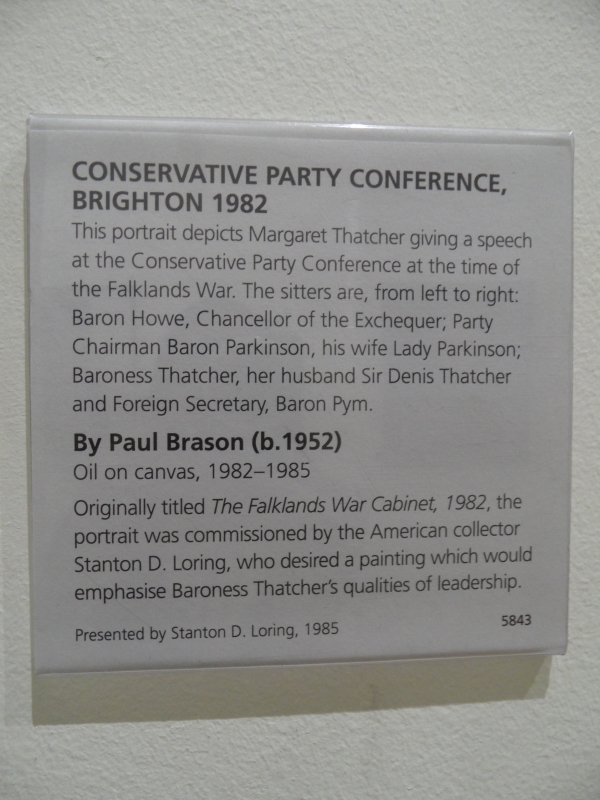 CONSERVATIVE PARTY CONFERENCE,
BRIGHTON 1982
This portrait depicts Margaret Thatcher giving a speech
at the Conservative Party Conference at the time of
the Falklands War. The sitters are, from left to right:
Baron Howe, Chancellor of the Exchequer; Party
Chairman Baron Parkinson, his wife Lady Parkinson;
Baroness Thatcher, her husband Sir Denis Thatcher
and Foreign Secretary, Baron Pym.
By Paul Brason (b.1952)
Oil on canvas, 1982–1985
Originally titled The Falklands War Cabinet, 1982, the
portrait was commissioned by the American collector
Stanton D. Loring, who desired a painting which would
emphasise Baroness Thatcher's qualities of leadership.
Presented by Stanton D. Loring, 1985
5843